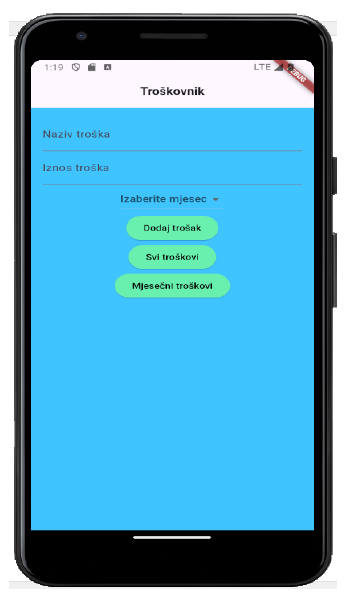 1:19 LTE
DEBUG
Troškovnik
Naziv troška
Iznos troška
Izaberite mjesec
Dodaj trošak
Svi troškovi
Mjesečni troškovi